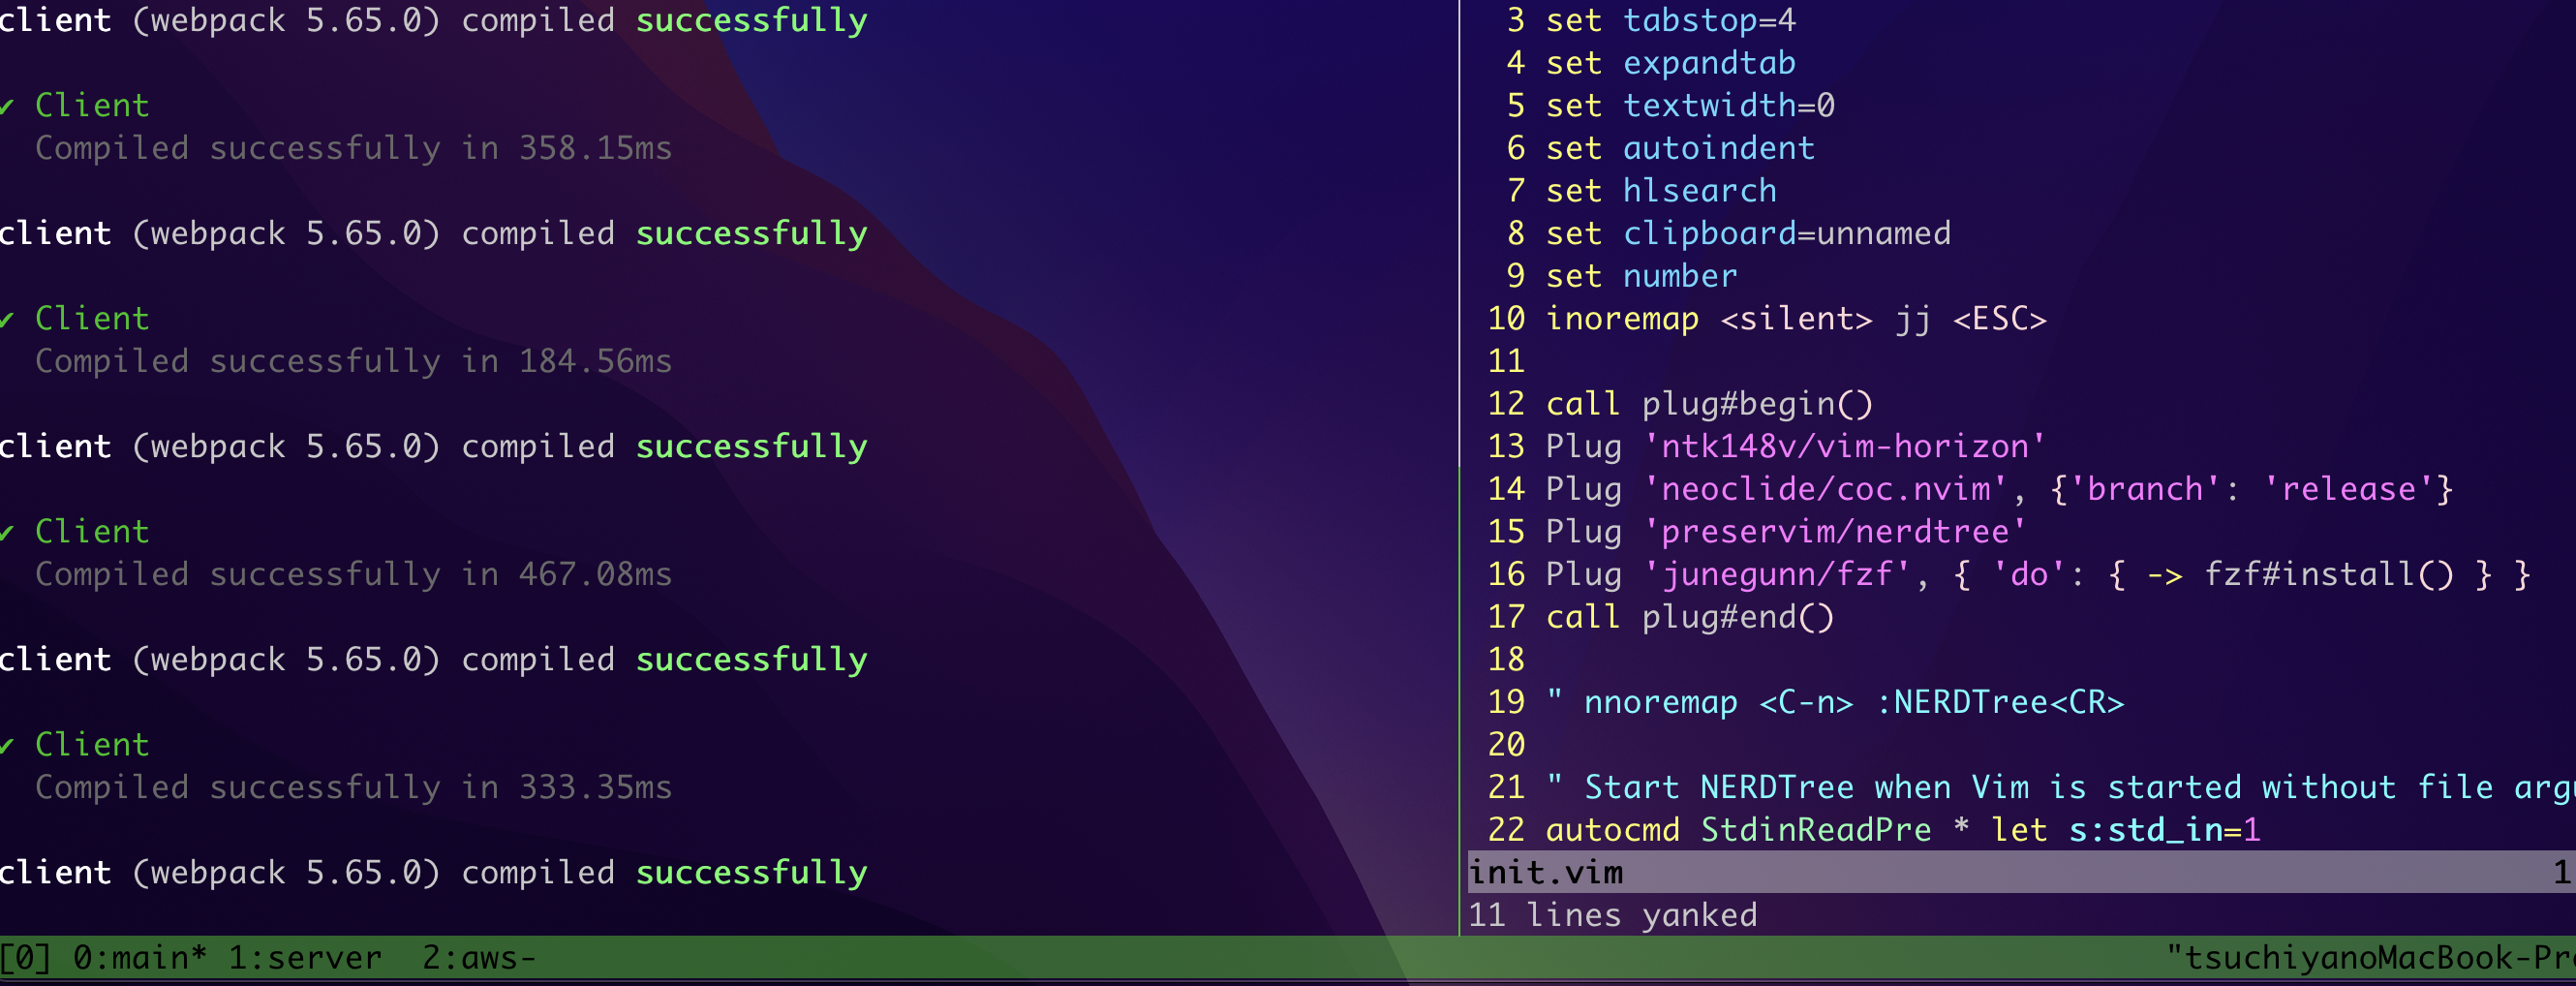 client (webpack 5.65.0) compiled successfully
✔ Client
Compiled successfully in 358.15ms
client (webpack 5.65.0) compiled successfully
✔ Client
Compiled successfully in 184.56ms
client (webpack 5.65.0) compiled successfully
✔ Client
Compiled successfully in 467.08ms
client (webpack 5.65.0) compiled successfully
✔ Client
Compiled successfully in 333.35ms
client (webpack 5.65.0) compiled successfully
3 set tabstop=4
4 set expandtab
5 set textwidth=0
6 set autoindent
7 set hlsearch
8 set clipboard=unnamed
9 set number
10 inoremap <silent> jj <ESC>
11
12 call plug#begin()
13 Plug 'ntk148v/vim-horizon'
14 Plug 'neoclide/coc.nvim', {'branch': 'release'}
15 Plug 'preservim/nerdtree'
16 Plug 'junegunn/fzf', { 'do': { -> fzf#install() } }
17 call plug#end()
18
19 " nnoremap <C-n> :NERDTree<CR>
20
21 " Start NERDTree when Vim is started without file argu
22 autocmd StdinReadPre * let s:std_in=1
init.vim 1
11 lines yanked
[0] 0:main* 1:server  2:aws- "tsuchiyanoMacBook-Pro